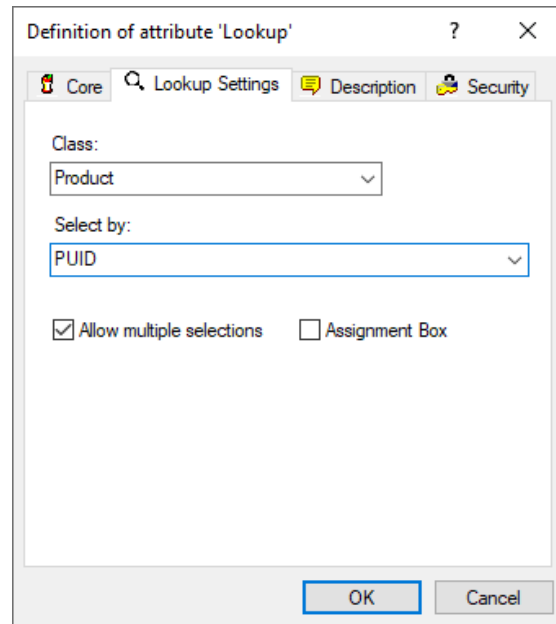 Definition of attribute 'Lookup' ?
Core Lookup Settings Description Security
Class:
Product
Select by:
PUID
Allow multiple selections Assignment Box
OK Cancel